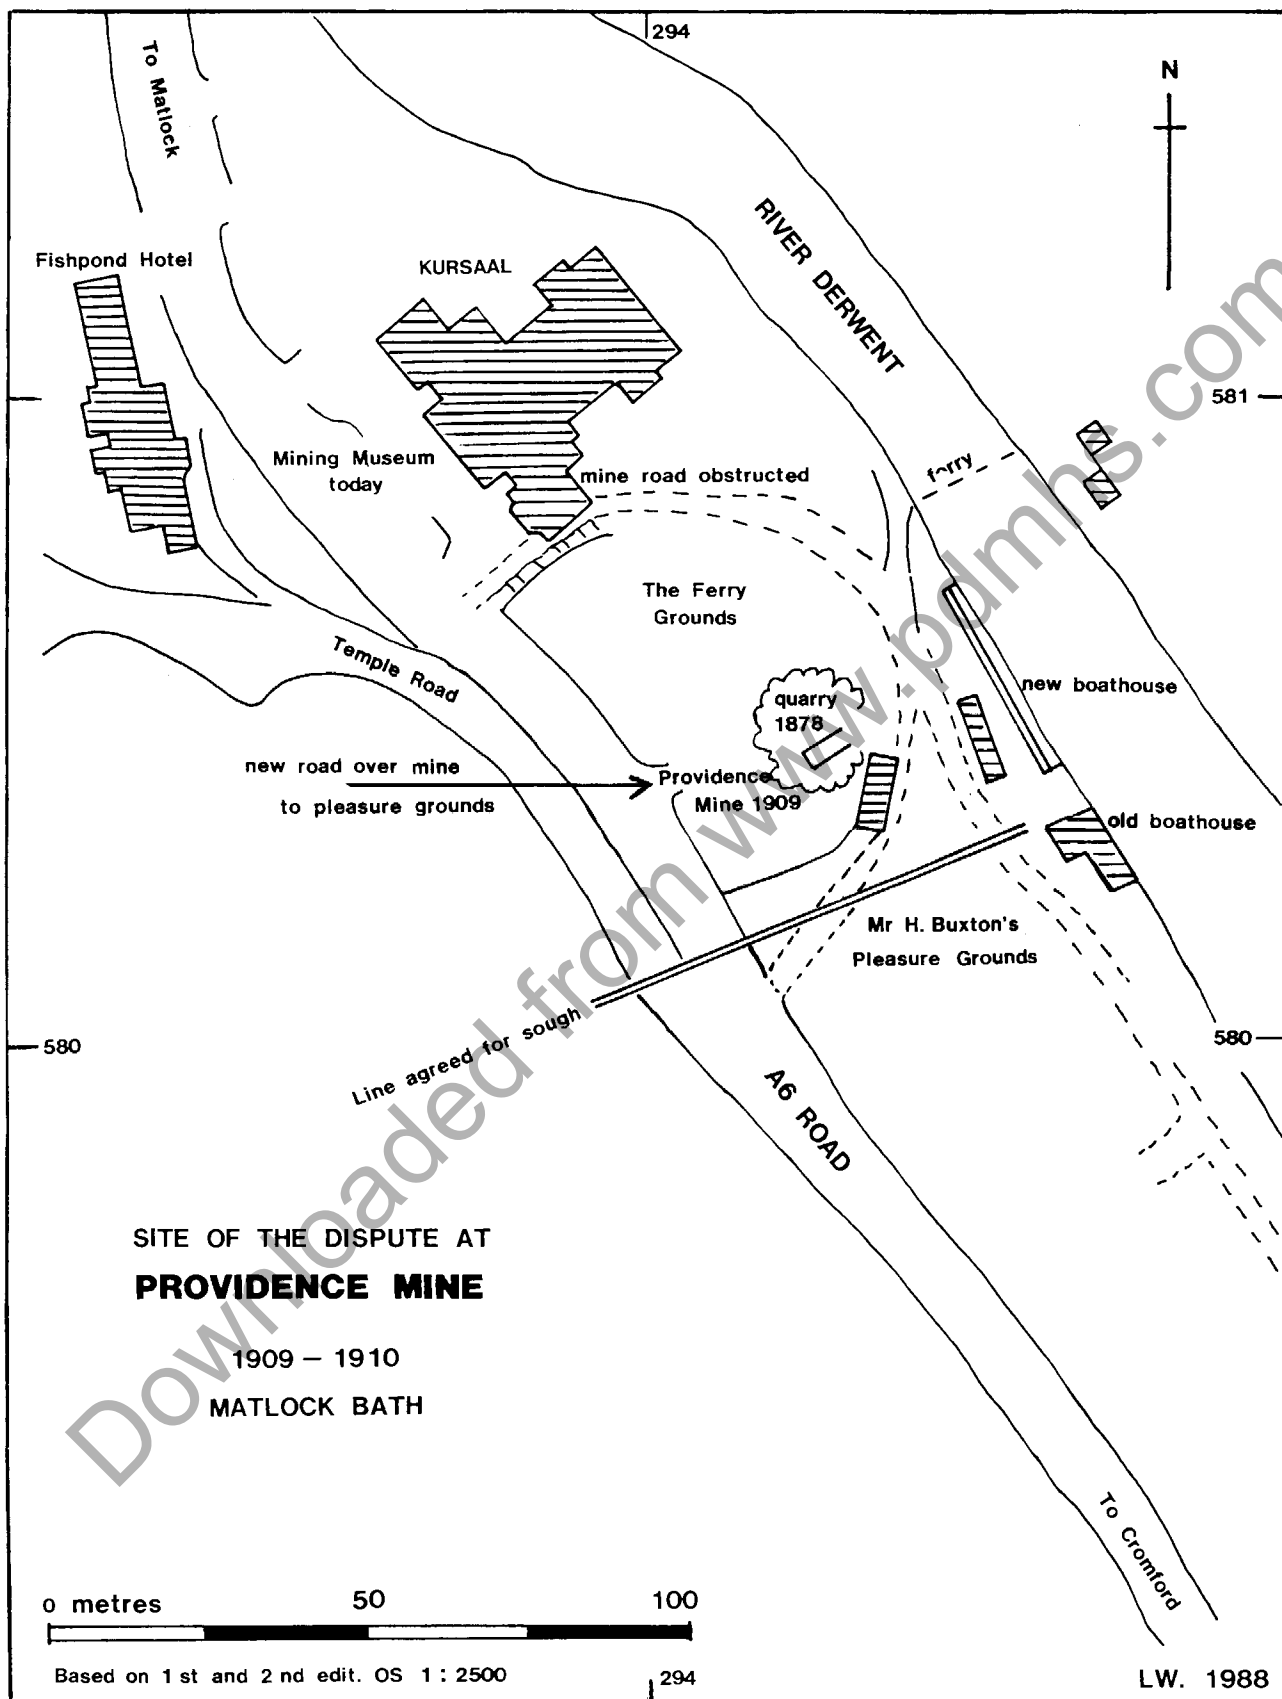 294
To Matlock
N
RIVER DERWENT
Fishpond Hotel
KURSAAL
581
Mining Museum
today
mine road obstructed
ferry
The Ferry
Grounds
Temple Road
quarry
1878
new boathouse
new road over mine
to pleasure grounds
Providence
Mine 1909
old boathouse
Mr H. Buxton's
Pleasure Grounds
Line agreed for sough
580
580
A6 ROAD
SITE OF THE DISPUTE AT
PROVIDENCE MINE
1909 – 1910
MATLOCK BATH
To Cromford
0 metres 50 100
Based on 1 st and 2 nd edit. OS 1 : 2500
294
LW. 1988
Downloaded from www.pdmhs.com